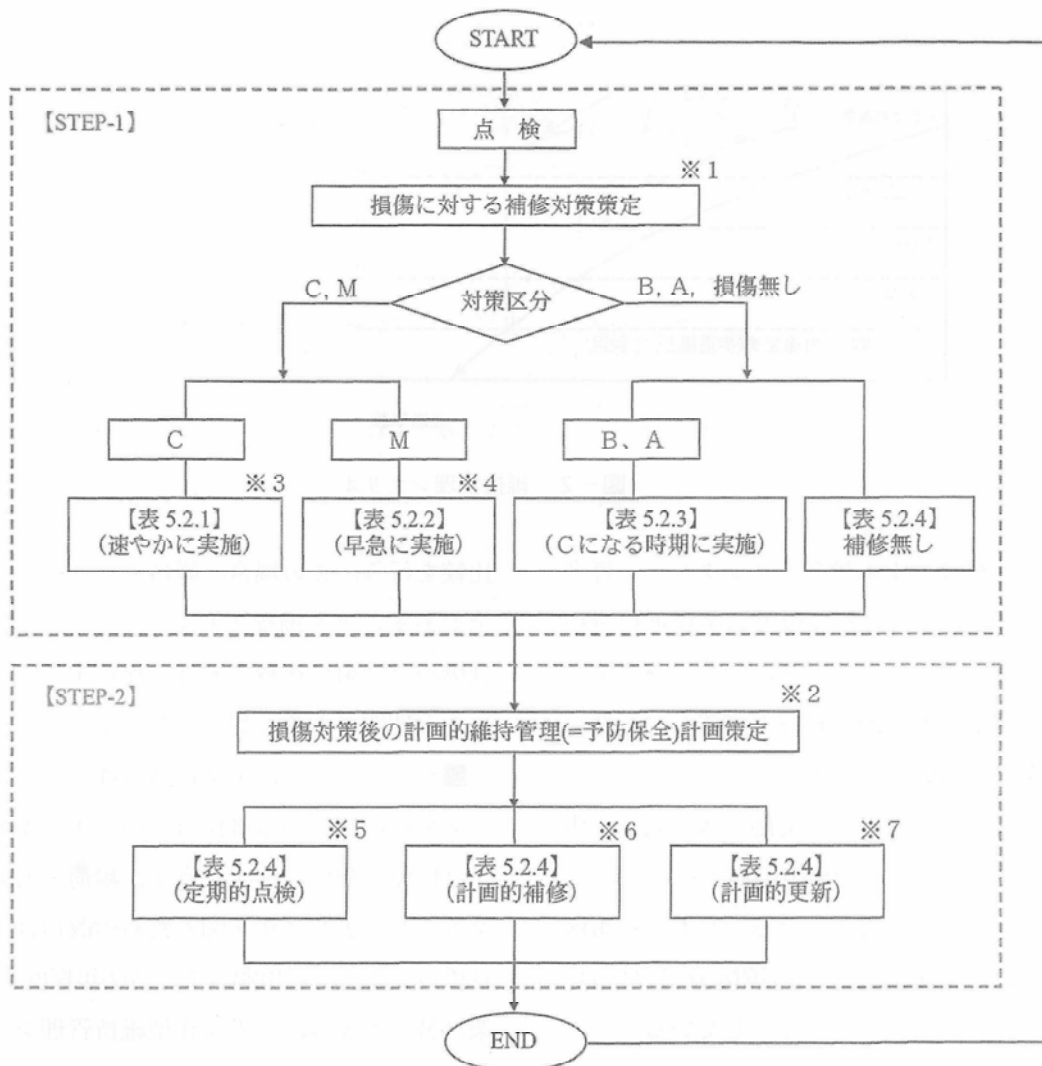 START
【STEP-1】
点 検
※1
損傷に対する補修対策策定
C, M
対策区分
B, A, 損傷無し
C
M
B、A
※3
※4
【表 5.2.1】
(速やかに実施)
【表 5.2.2】
(早急に実施)
【表 5.2.3】
(Cになる時期に実施)
【表 5.2.4】
補修無し
【STEP-2】
※2
損傷対策後の計画的維持管理(=予防保全)計画策定
※5
※6
※7
【表 5.2.4】
(定期的点検)
【表 5.2.4】
(計画的補修)
【表 5.2.4】
(計画的更新)
END